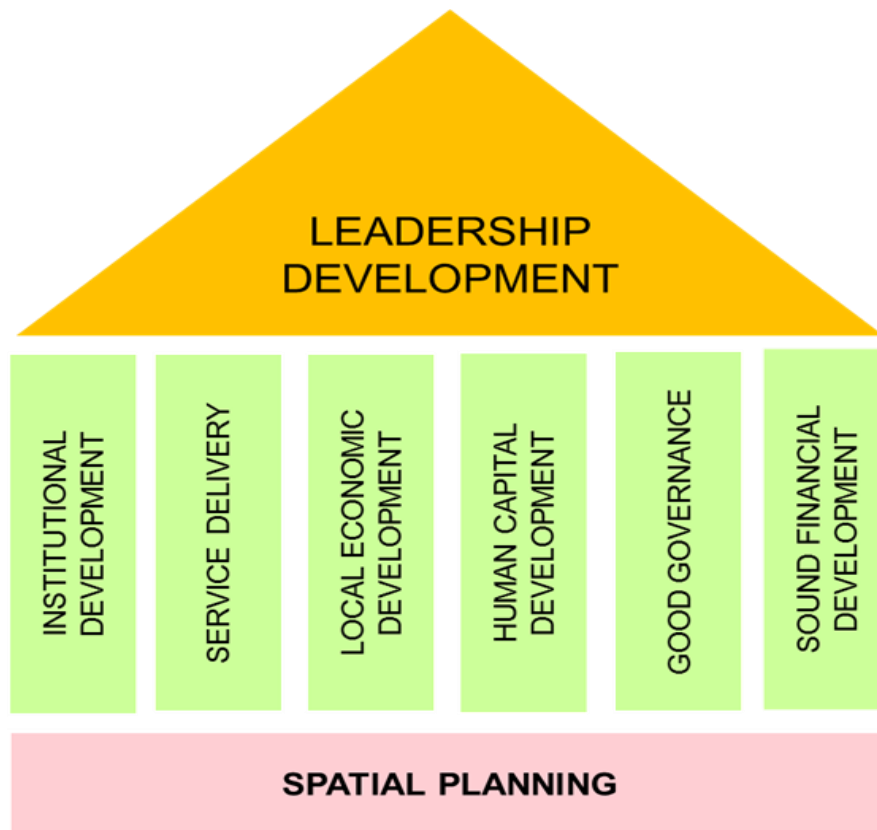 LEADERSHIP
DEVELOPMENT
INSTITUTIONAL
DEVELOPMENT
SERVICE DELIVERY
LOCAL ECONOMIC
DEVELOPMENT
HUMAN CAPITAL
DEVELOPMENT
GOOD GOVERNANCE
SOUND FINANCIAL
DEVELOPMENT
SPATIAL PLANNING